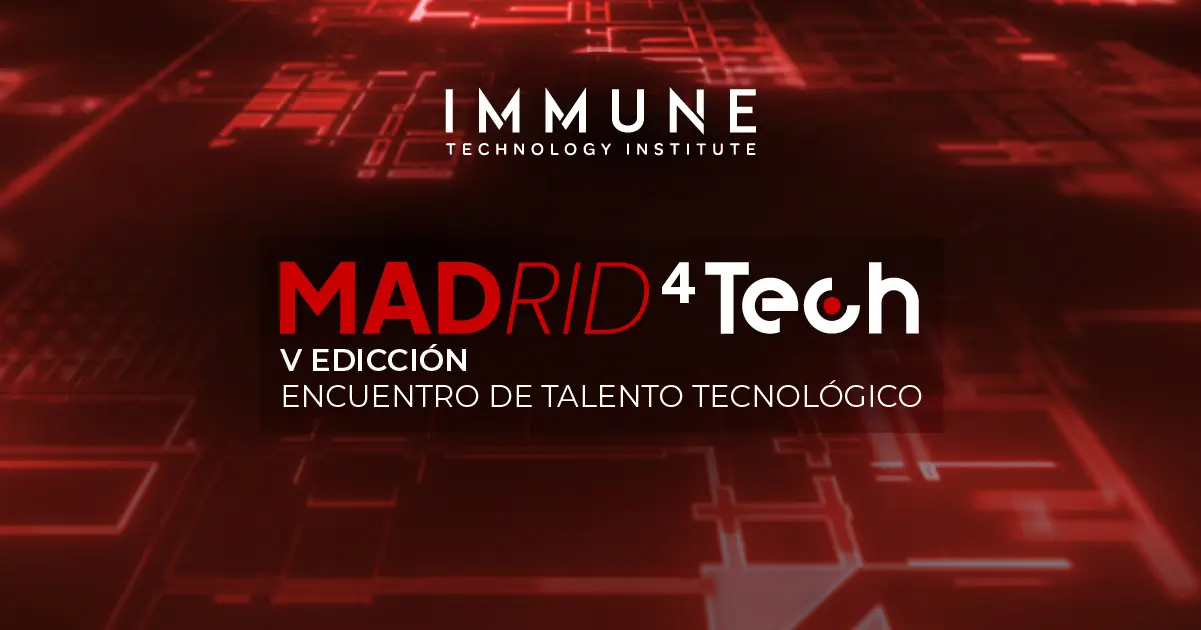 IMMUNE
TECHNOLOGY INSTITUTE
MADRID 4 Tech
V EDICCIÓN
ENCUENTRO DE TALENTO TECNOLÓGICO